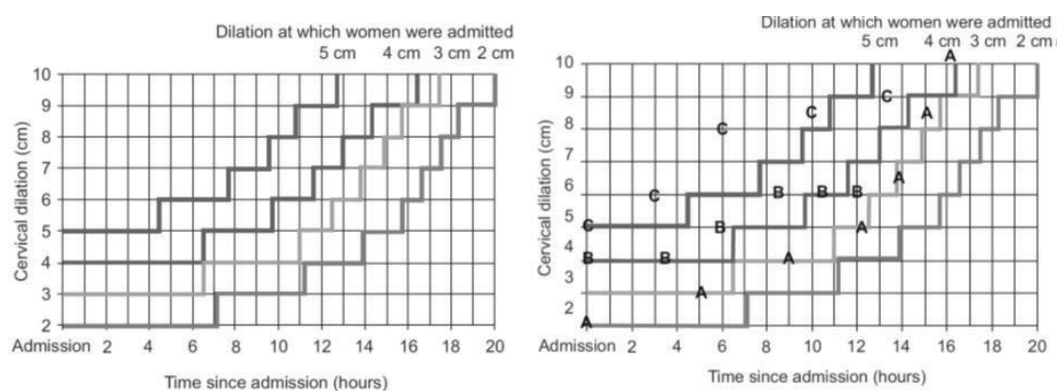 Dilation at which women were admitted
5 cm 4 cm 3 cm 2 cm
10
9
8
7
6
5
4
3
2
Cervical dilation (cm)
Admission 2 4 6 8 10 12 14 16 18 20
Time since admission (hours)
Dilation at which women were admitted
5 cm 4 cm 3 cm 2 cm
A
10
C
9
C
A
8
C
7
A
6
C B B B
5
C B A
4
B B A
3
A
2
A
Cervical dilation (cm)
Admission 2 4 6 8 10 12 14 16 18 20
Time since admission (hours)